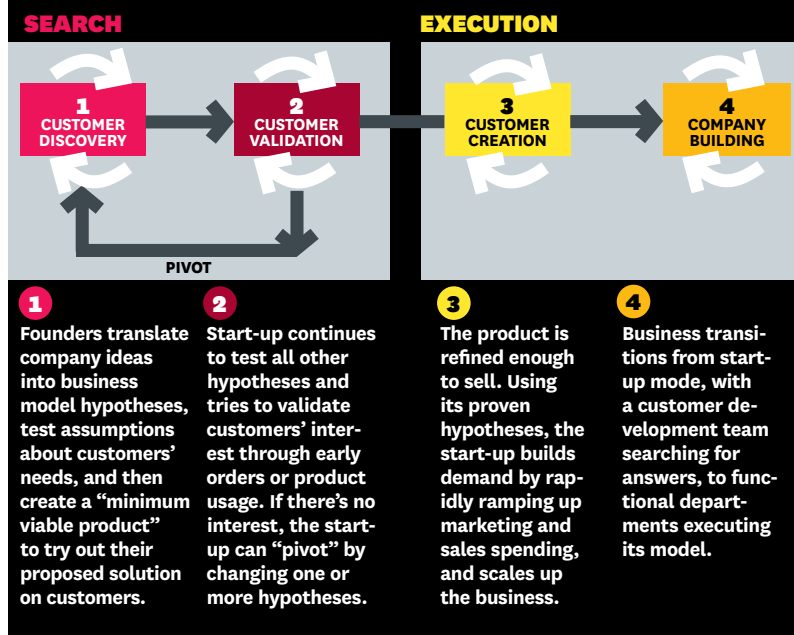 SEARCH
EXECUTION
1
CUSTOMER
DISCOVERY
2
CUSTOMER
VALIDATION
3
CUSTOMER
CREATION
4
COMPANY
BUILDING
PIVOT
1
Founders translate
company ideas
into business
model hypotheses,
test assumptions
about customers’
needs, and then
create a “minimum
viable product”
to try out their
proposed solution
on customers.
2
Start-up continues
to test all other
hypotheses and
tries to validate
customers’ inter-
est through early
orders or product
usage. If there’s no
interest, the start-
up can “pivot” by
changing one or
more hypotheses.
3
The product is
refined enough
to sell. Using
its proven
hypotheses, the
start-up builds
demand by rap-
idly ramping up
marketing and
sales spending,
and scales up
the business.
4
Business transi-
tions from start-
up mode, with
a customer de-
velopment team
searching for
answers, to func-
tional depart-
ments executing
its model.